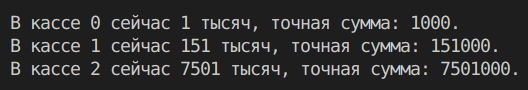 В кассе 0 сейчас 1 тысяч, точная сумма: 1000.
В кассе 1 сейчас 151 тысяч, точная сумма: 151000.
В кассе 2 сейчас 7501 тысяч, точная сумма: 7501000.